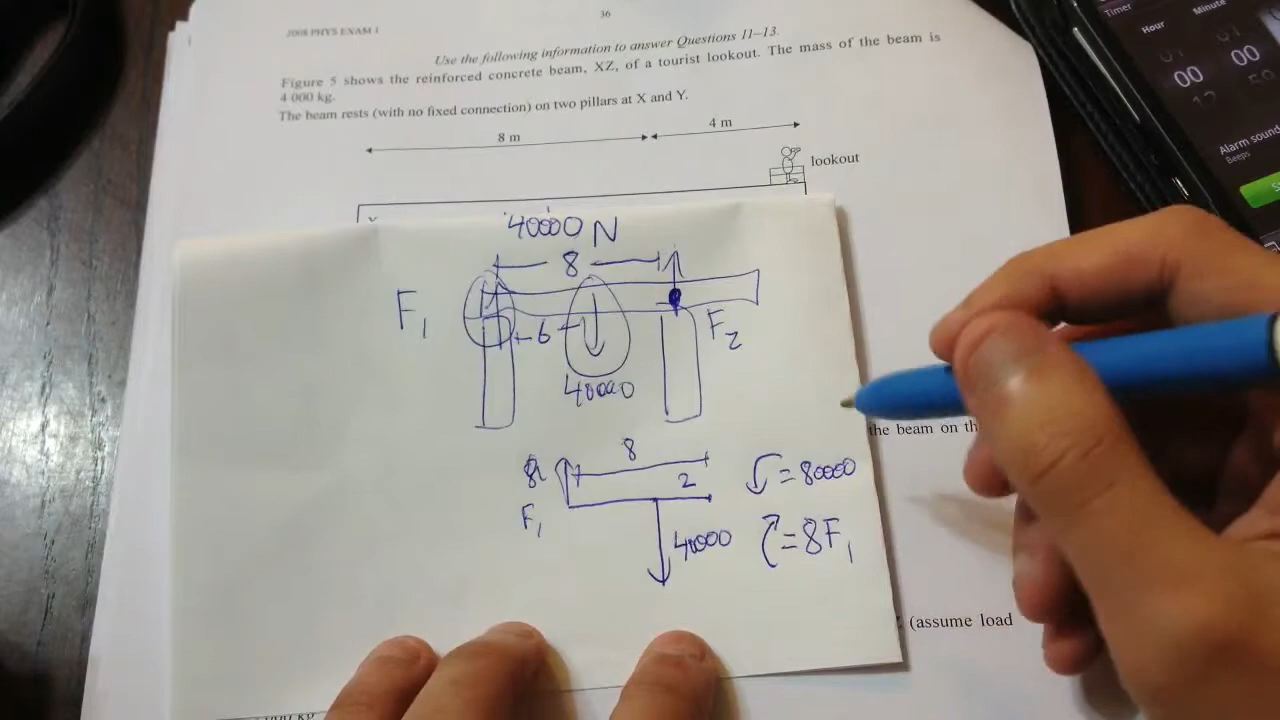 36
2008 PHYS EXAM 1
Use the following information to answer Questions 11–13.
Figure 5 shows the reinforced concrete beam, XZ, of a tourist lookout. The mass of the beam is
4 000 kg.
The beam rests (with no fixed connection) on two pillars at X and Y.
8 m
4 m
lookout
40000 N
8
F1
6
F2
40000
the beam on th
8
2
F1
40000
= 80000
= 8F1
(assume load
Timer
Hour
Minute
00
00
Alarm sound
Beeps